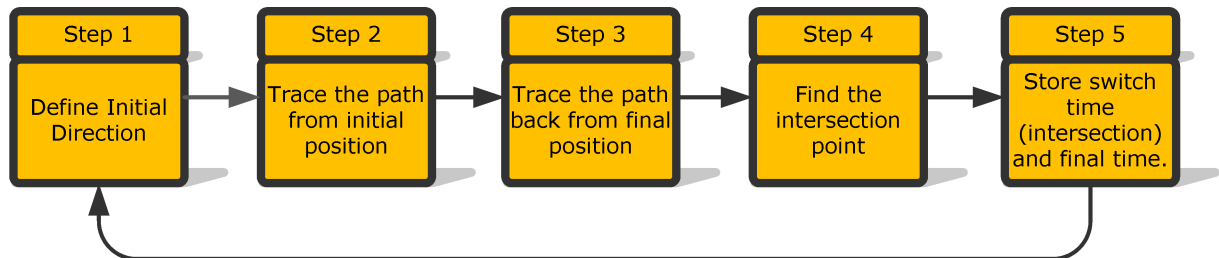 Step 1
Define Initial
Direction
Step 2
Trace the path
from initial
position
Step 3
Trace the path
back from final
position
Step 4
Find the
intersection
point
Step 5
Store switch
time
(intersection)
and final time.